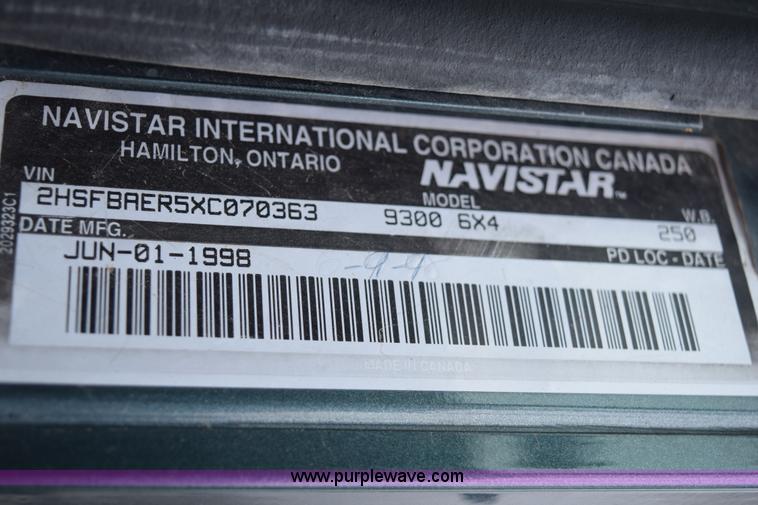 NAVISTAR INTERNATIONAL CORPORATION CANADA
HAMILTON, ONTARIO
NAVISTAR™
VIN MODEL W.B.
2HSFBAER5XC070363 9300 6X4 250
DATE MFG. PD LOC - DATE
JUN-01-1998
MADE IN CANADA
2029323C1
www.purplewave.com